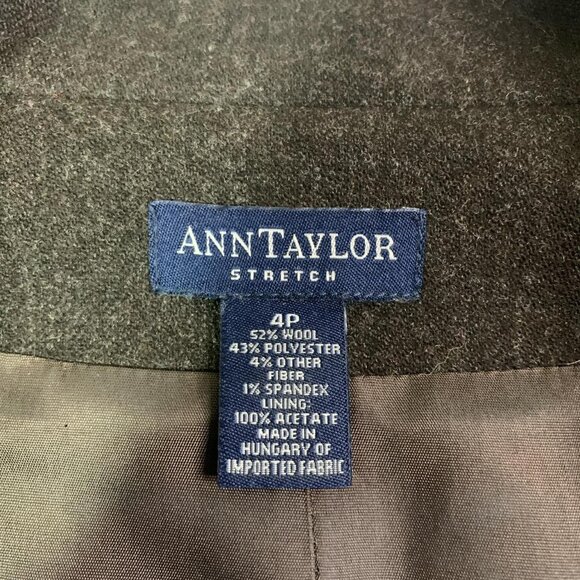 ANNTAYLOR
STRETCH
4P
52% WOOL
43% POLYESTER
4% OTHER
FIBER
1% SPANDEX
LINING:
100% ACETATE
MADE IN
HUNGARY OF
IMPORTED FABRIC